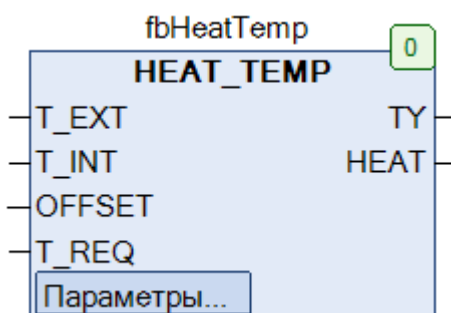 fbHeatTemp
0
HEAT_TEMP
T_EXT TY
T_INT HEAT
OFFSET
T_REQ
Параметры...